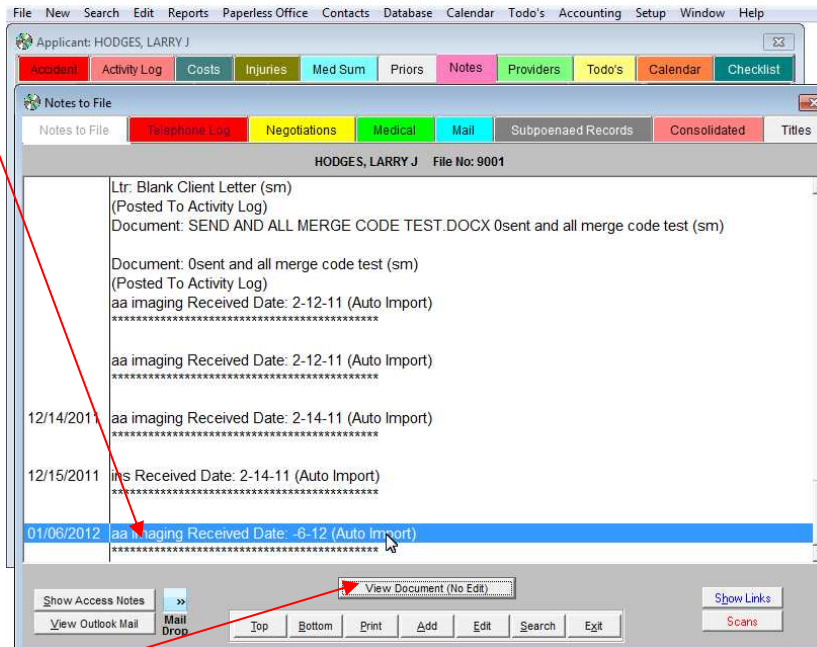 File New Search Edit Reports Paperless Office Contacts Database Calendar Todo's Accounting Setup Window Help
Applicant: HODGES, LARRY J
Accident Activity Log Costs Injuries Med Sum Priors Notes Providers Todo's Calendar Checklist
Notes to File
Notes to File Telephone Log Negotiations Medical Mail Subpoenaed Records Consolidated Titles
HODGES, LARRY J File No: 9001
Ltr: Blank Client Letter (sm)
(Posted To Activity Log)
Document: SEND AND ALL MERGE CODE TEST.DOCX 0sent and all merge code test (sm)
Document: 0sent and all merge code test (sm)
(Posted To Activity Log)
aa imaging Received Date: 2-12-11 (Auto Import)
********************************************
aa imaging Received Date: 2-12-11 (Auto Import)
********************************************
12/14/2011 aa imaging Received Date: 2-14-11 (Auto Import)
********************************************
12/15/2011 ins Received Date: 2-14-11 (Auto Import)
********************************************
01/06/2012 aa imaging Received Date: -6-12 (Auto Import)
********************************************
View Document (No Edit)
Show Access Notes >> Show Links
View Outlook Mail Mail Drop Top Bottom Print Add Edit Search Exit Scans